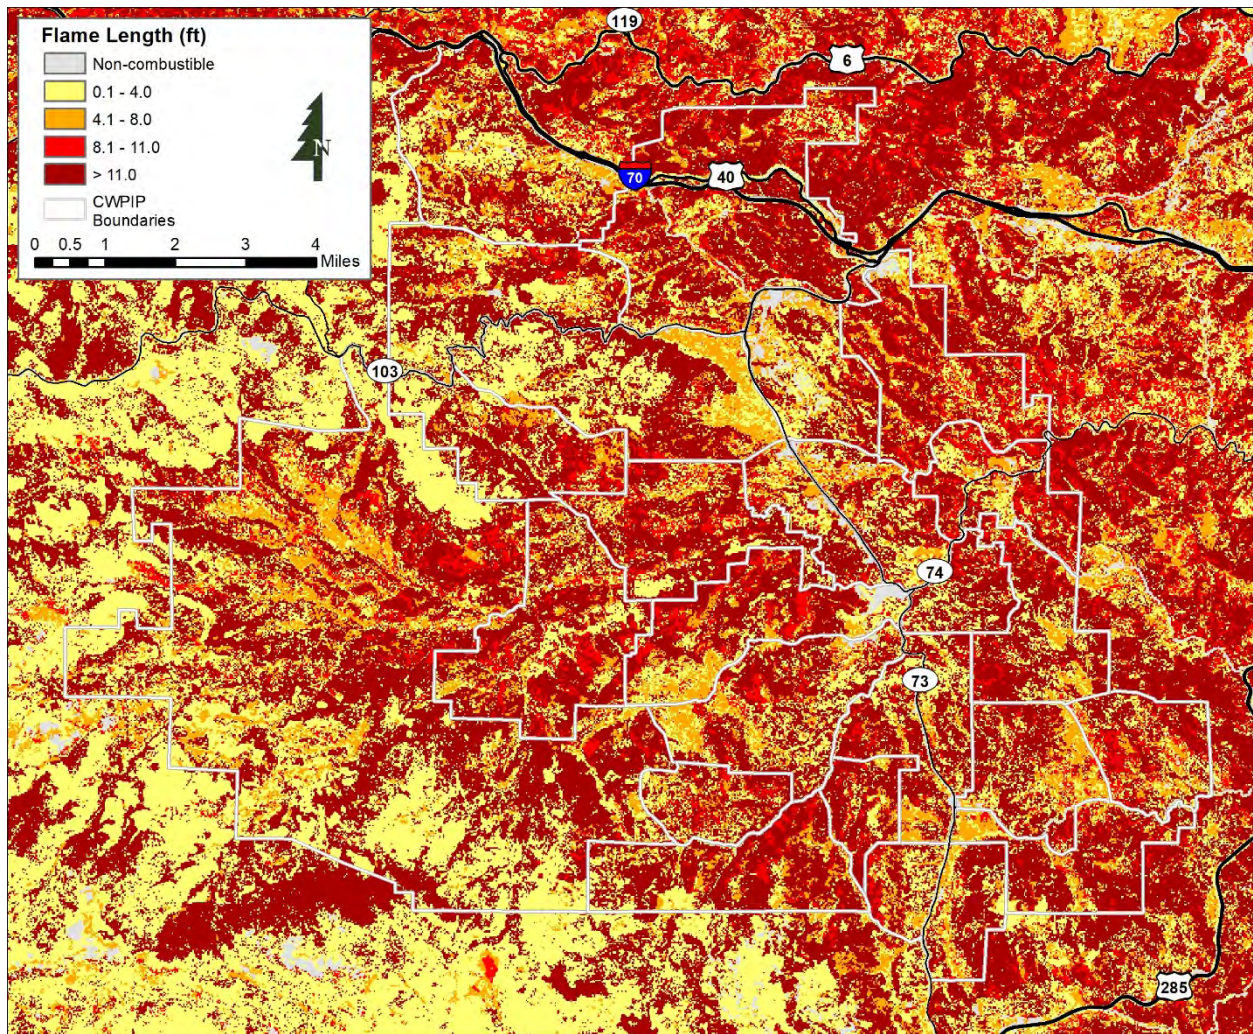 Flame Length (ft)
Non-combustible
0.1 - 4.0
4.1 - 8.0
8.1 - 11.0
> 11.0
CWPIP
Boundaries
N
0 0.5 1 2 3 4
Miles
119
6
70
40
103
74
73
285